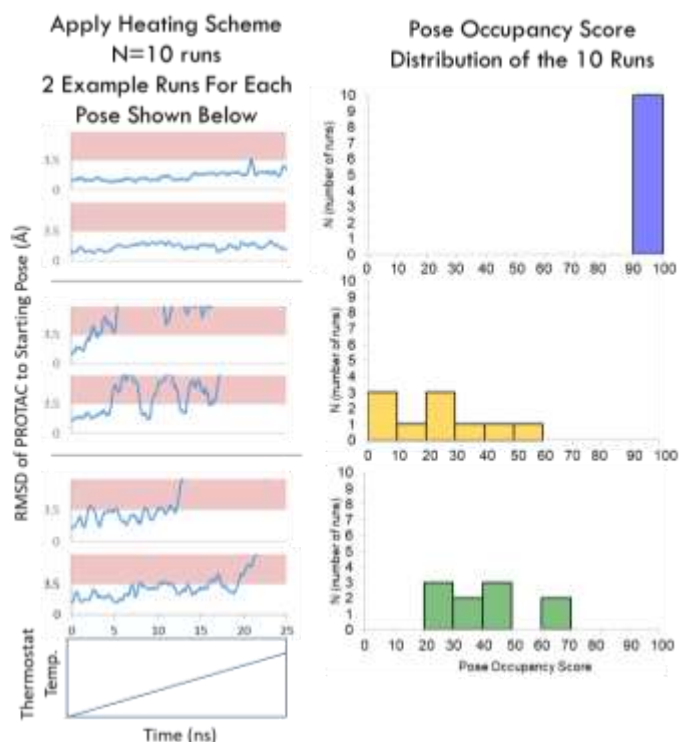 Apply Heating Scheme
N=10 runs
2 Example Runs For Each
Pose Shown Below
RMSD of PROTAC to Starting Pose (Å)
3.5
0
3.5
0
3.5
0
3.5
0
3.5
0
3.5
0
0 5 10 15 20 25
Thermostat
Temp.
Time (ns)
Pose Occupancy Score
Distribution of the 10 Runs
N (number of runs)
10
9
8
7
6
5
4
3
2
1
0
0 10 20 30 40 50 60 70 80 90 100
N (number of runs)
10
9
8
7
6
5
4
3
2
1
0
0 10 20 30 40 50 60 70 80 90 100
N (number of runs)
10
9
8
7
6
5
4
3
2
1
0
0 10 20 30 40 50 60 70 80 90 100
Pose Occupancy Score